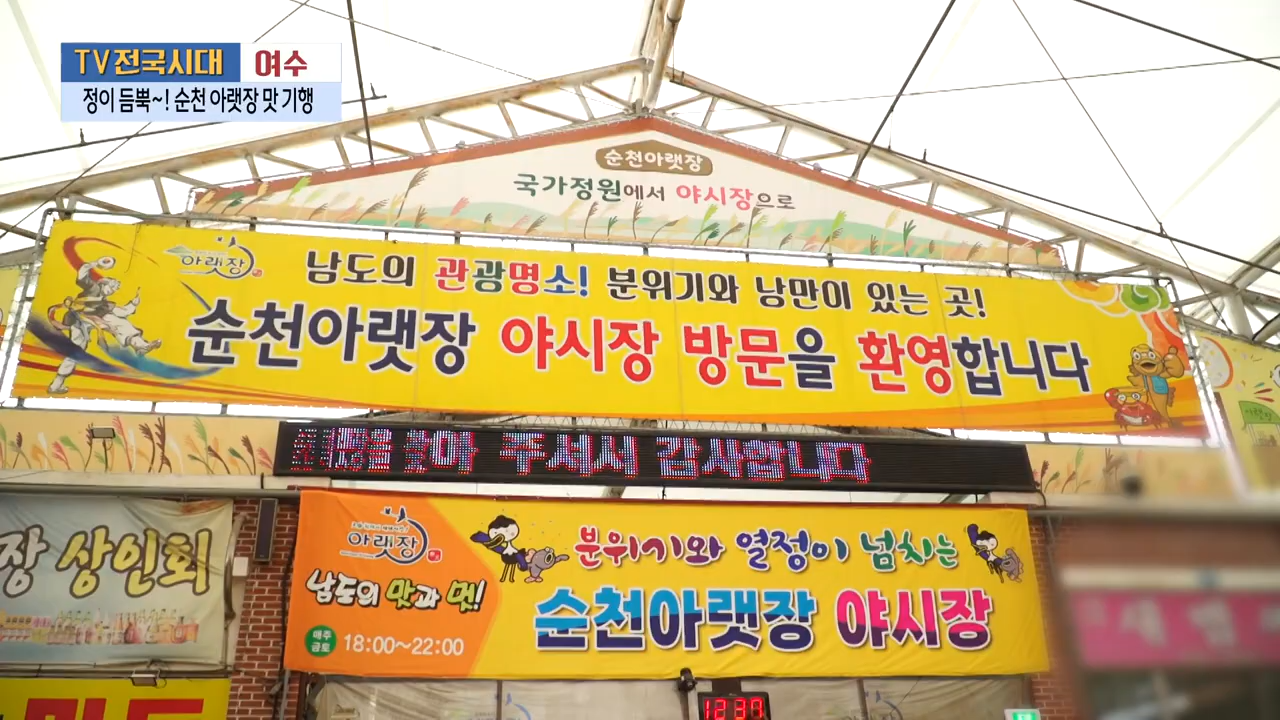 TV전국시대 여수
정이 듬뿍~! 순천 아랫장 맛 기행
순천아랫장
국가정원에서 야시장으로
아랫장
남도의 관광명소! 분위기와 낭만이 있는 곳!
순천아랫장 야시장 방문을 환영합니다
주셔서 감사합니다
장 상인회
아랫장
남도의 맛과 멋!
매주
금토
18:00~22:00
분위기와 열정이 넘치는
순천아랫장 야시장
12:37